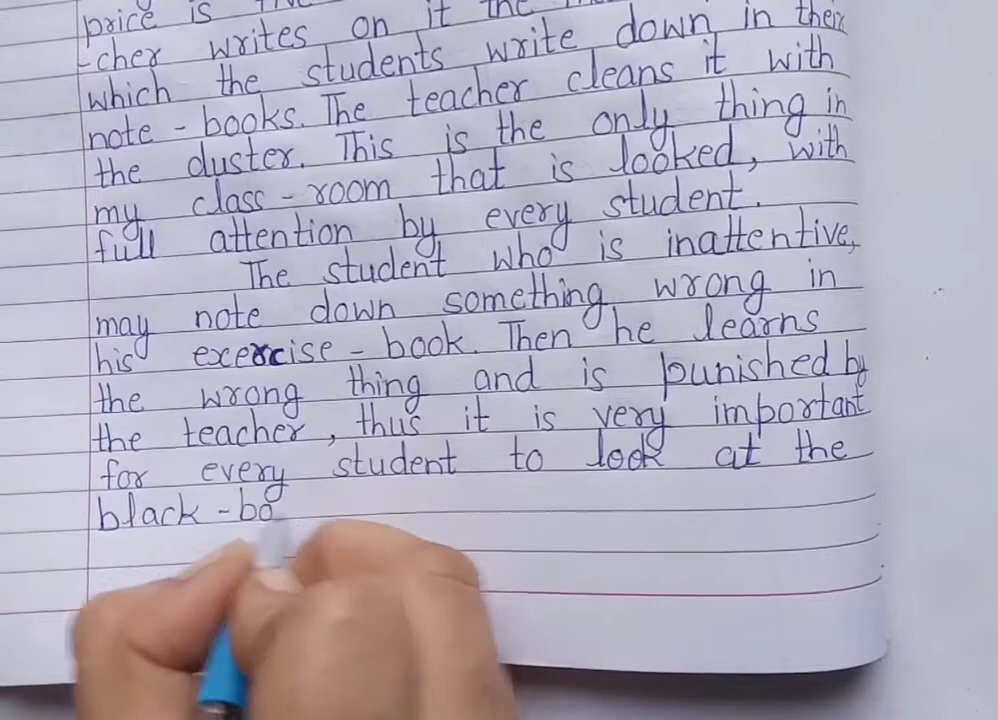 price is
-cher writes on it the
which the students write down in their
note - books. The teacher cleans it with
the duster. This is the only thing in
my class - room that is looked, with
full attention by every student.
The student who is inattentive,
may note down something wrong in
his exercise - book. Then he learns
the wrong thing and is punished by
the teacher, thus it is very important
for every student to look at the
black - bo